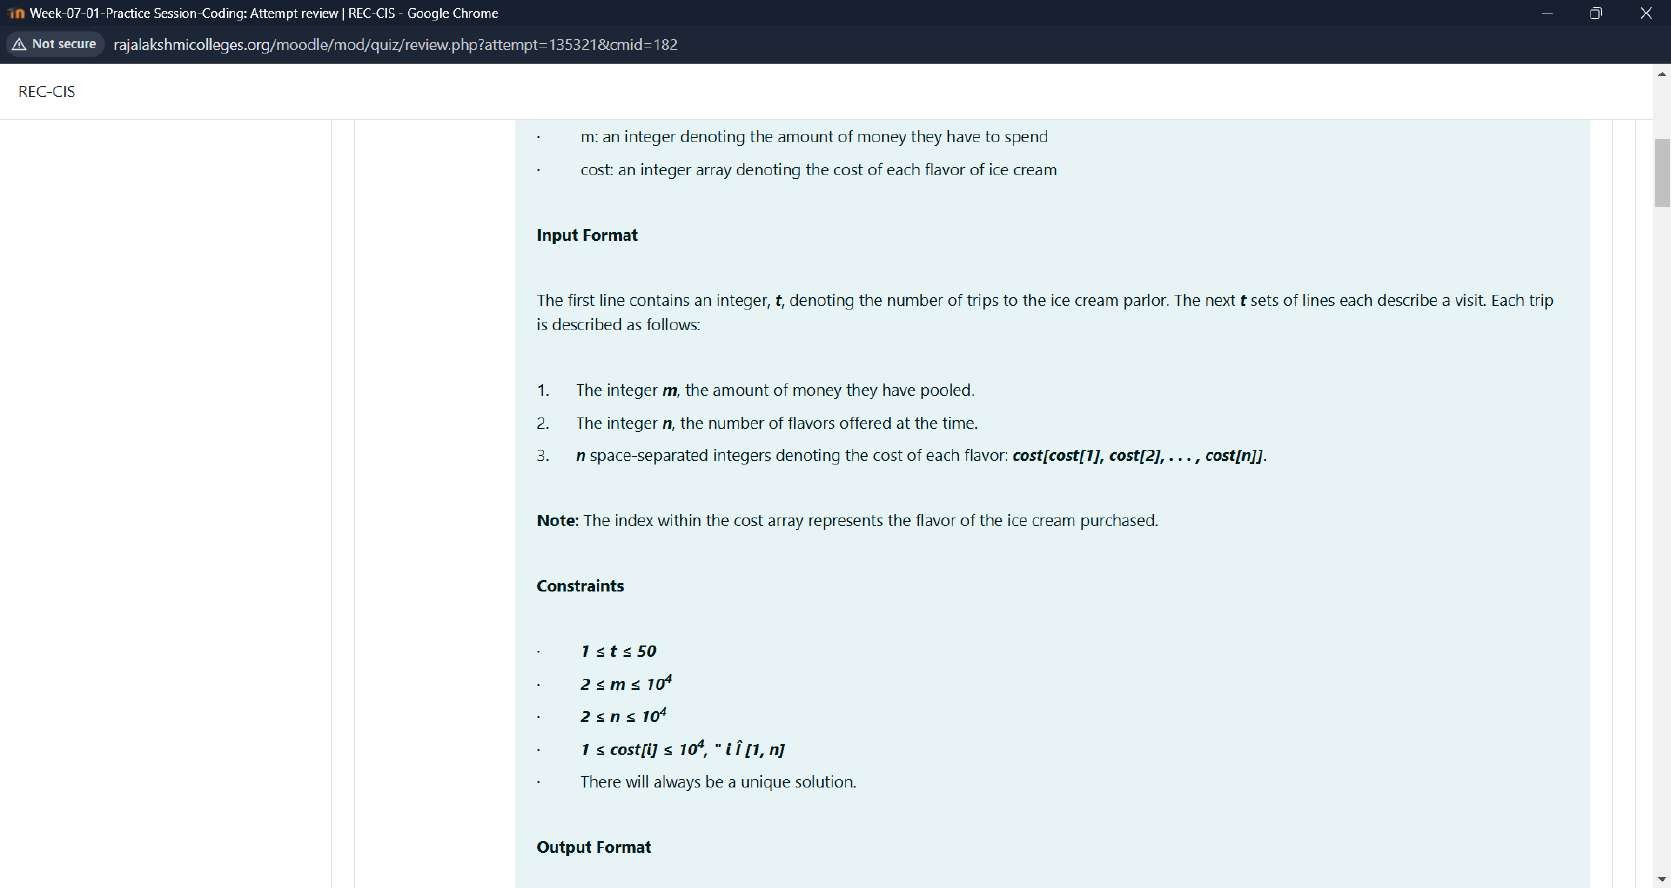 Week-07-01-Practice Session-Coding: Attempt review | REC-CIS - Google Chrome
Not secure rajalakshmicolleges.org/moodle/mod/quiz/review.php?attempt=135321&cmid=182
REC-CIS
· m: an integer denoting the amount of money they have to spend
· cost: an integer array denoting the cost of each flavor of ice cream
Input Format
The first line contains an integer, t, denoting the number of trips to the ice cream parlor. The next t sets of lines each describe a visit. Each trip
is described as follows:
1. The integer m, the amount of money they have pooled.
2. The integer n, the number of flavors offered at the time.
3. n space-separated integers denoting the cost of each flavor: cost[cost[1], cost[2], . . . , cost[n]].
Note: The index within the cost array represents the flavor of the ice cream purchased.
Constraints
· 1 ≤ t ≤ 50
· 2 ≤ m ≤ 10⁴
· 2 ≤ n ≤ 10⁴
· 1 ≤ cost[i] ≤ 10⁴, " i Î [1, n]
· There will always be a unique solution.
Output Format